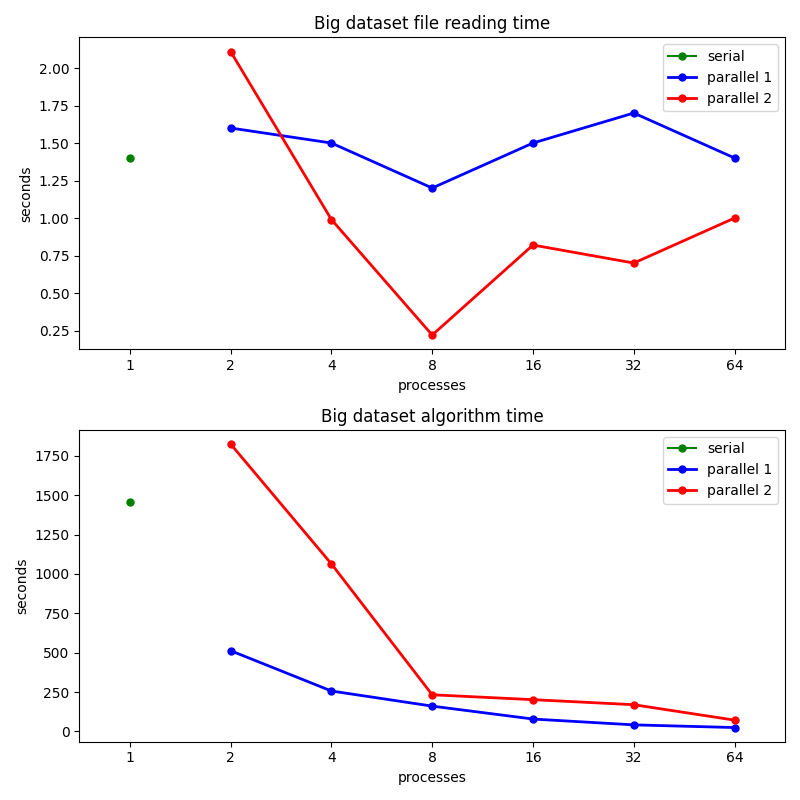 Big dataset file reading time
serial
parallel 1
parallel 2
2.00
1.75
1.50
1.25
1.00
0.75
0.50
0.25
seconds
1 2 4 8 16 32 64
processes
Big dataset algorithm time
serial
parallel 1
parallel 2
1750
1500
1250
1000
750
500
250
0
seconds
1 2 4 8 16 32 64
processes